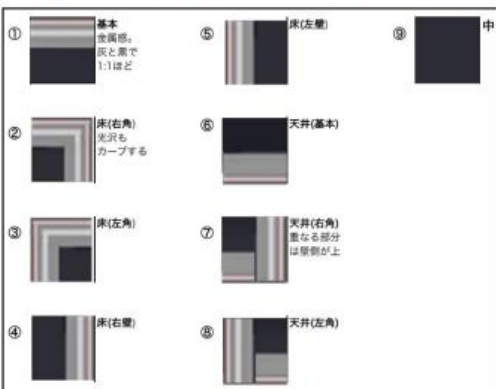 ① 基本
金属感。
灰と黒で
1:1ほど
② 床(右角)
光沢も
カーブする
③ 床(左角)
④ 床(右壁)
⑤ 床(左壁)
⑥ 天井(基本)
⑦ 天井(右角)
重なる部分
は壁側が上
⑧ 天井(左角)
⑨ 中